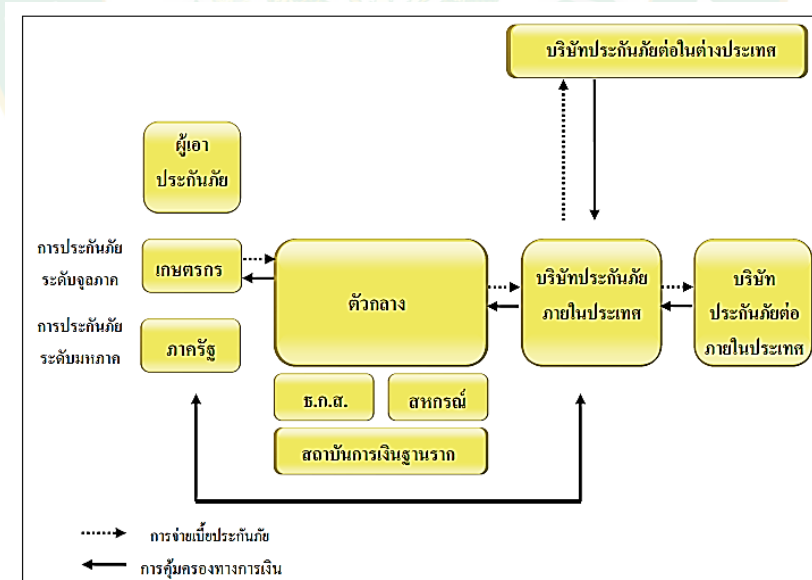 บริษัทประกันภัยต่อในต่างประเทศ
ผู้เอา
ประกันภัย
การประกันภัย
ระดับจุลภาค
เกษตรกร
ตัวกลาง
บริษัทประกันภัย
ภายในประเทศ
บริษัท
ประกันภัยต่อ
ภายในประเทศ
การประกันภัย
ระดับมหภาค
ภาครัฐ
ธ.ก.ส.
สหกรณ์
สถาบันการเงินฐานราก
การจ่ายเบี้ยประกันภัย
การคุ้มครองทางการเงิน